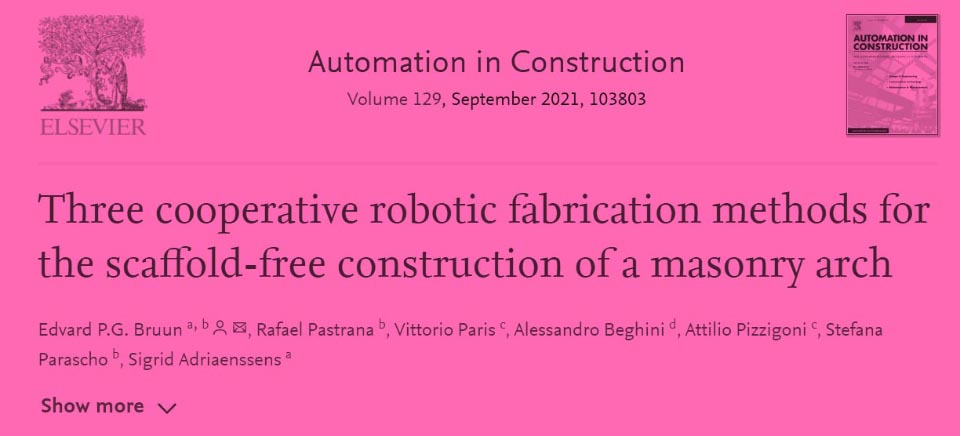 ELSEVIER
Automation in Construction
Volume 129, September 2021, 103803
AUTOMATION IN
CONSTRUCTION
Three cooperative robotic fabrication methods for
the scaffold-free construction of a masonry arch
Edvard P.G. Bruun a, b, Rafael Pastrana b, Vittorio Paris c, Alessandro Beghini d, Attilio Pizzigoni c, Stefana
Parascho b, Sigrid Adriaenssens a
Show more